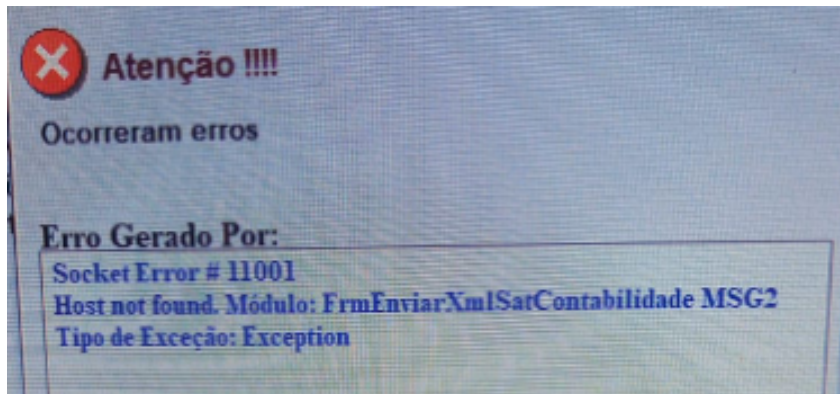 Atenção !!!!
Ocorreram erros
Erro Gerado Por:
Socket Error # 11001
Host not found. Módulo: FrmEnviarXmlSatContabilidade MSG2
Tipo de Exceção: Exception